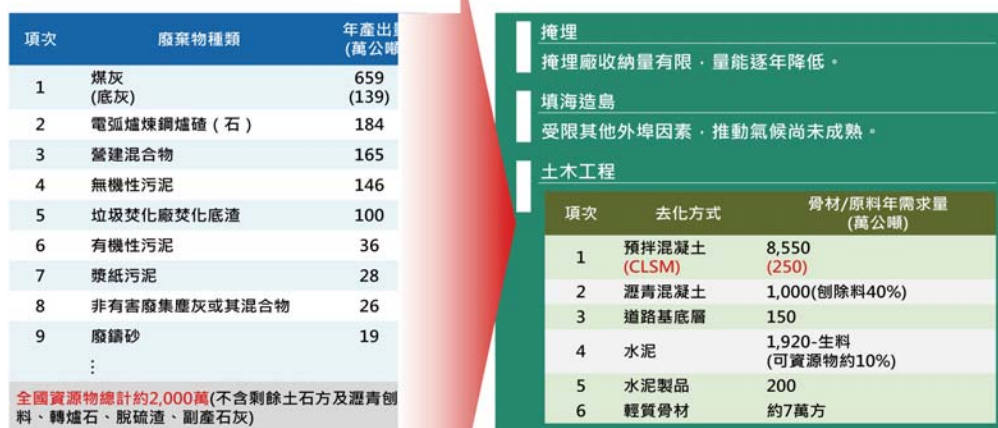 項次 廢棄物種類 年產出量
(萬公噸
1 煤灰 659
(底灰) (139)
2 電弧爐煉鋼爐碴（石） 184
3 營建混合物 165
4 無機性污泥 146
5 垃圾焚化廠焚化底渣 100
6 有機性污泥 36
7 漿紙污泥 28
8 非有害廢集塵灰或其混合物 26
9 廢鑄砂 19
⋮
全國資源物總計約2,000萬(不含剩餘土石方及瀝青刨
料、轉爐石、脫硫渣、副產石灰)
掩埋
掩埋廠收納量有限，量能逐年降低。
填海造島
受限其他外埠因素，推動氣候尚未成熟。
土木工程
項次 去化方式 骨材/原料年需求量
(萬公噸)
1 預拌混凝土 8,550
(CLSM) (250)
2 瀝青混凝土 1,000(刨除料40%)
3 道路基底層 150
4 水泥 1,920-生料
(可資源物約10%)
5 水泥製品 200
6 輕質骨材 約7萬方